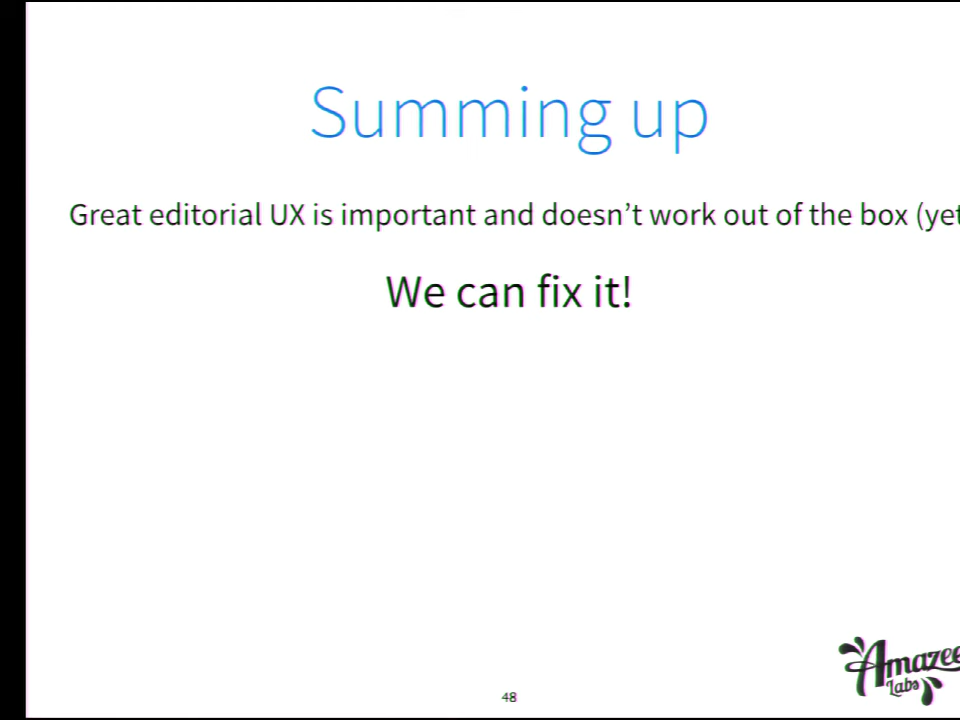 Summing up
Great editorial UX is important and doesn’t work out of the box (yet
We can fix it!
Amazee
Labs
48